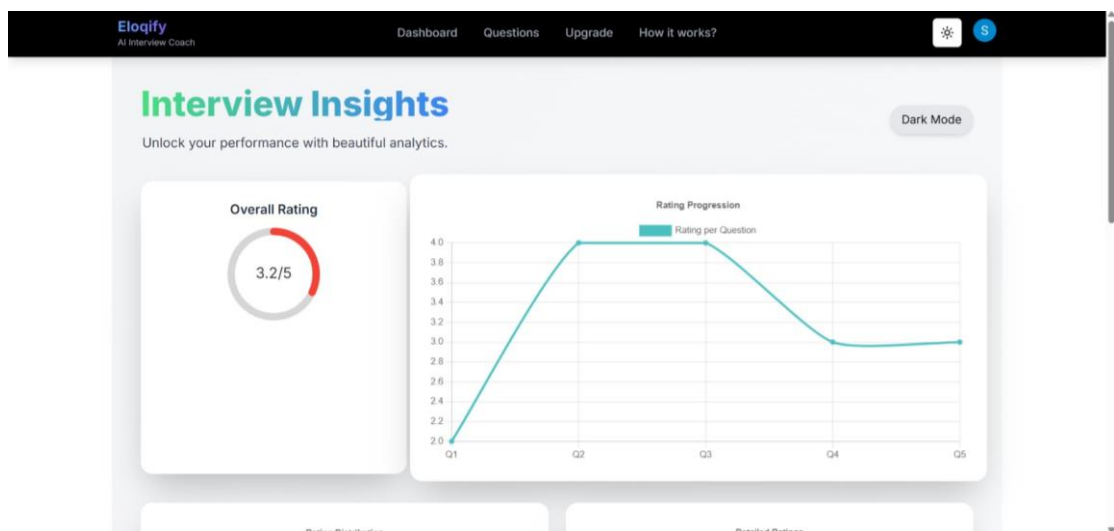 Eloqify
AI Interview Coach
Dashboard Questions Upgrade How it works?
S
Interview Insights
Unlock your performance with beautiful analytics.
Dark Mode
Overall Rating
3.2/5
Rating Progression
Rating per Question
4.0
3.8
3.6
3.4
3.2
3.0
2.8
2.6
2.4
2.2
2.0
Q1 Q2 Q3 Q4 Q5